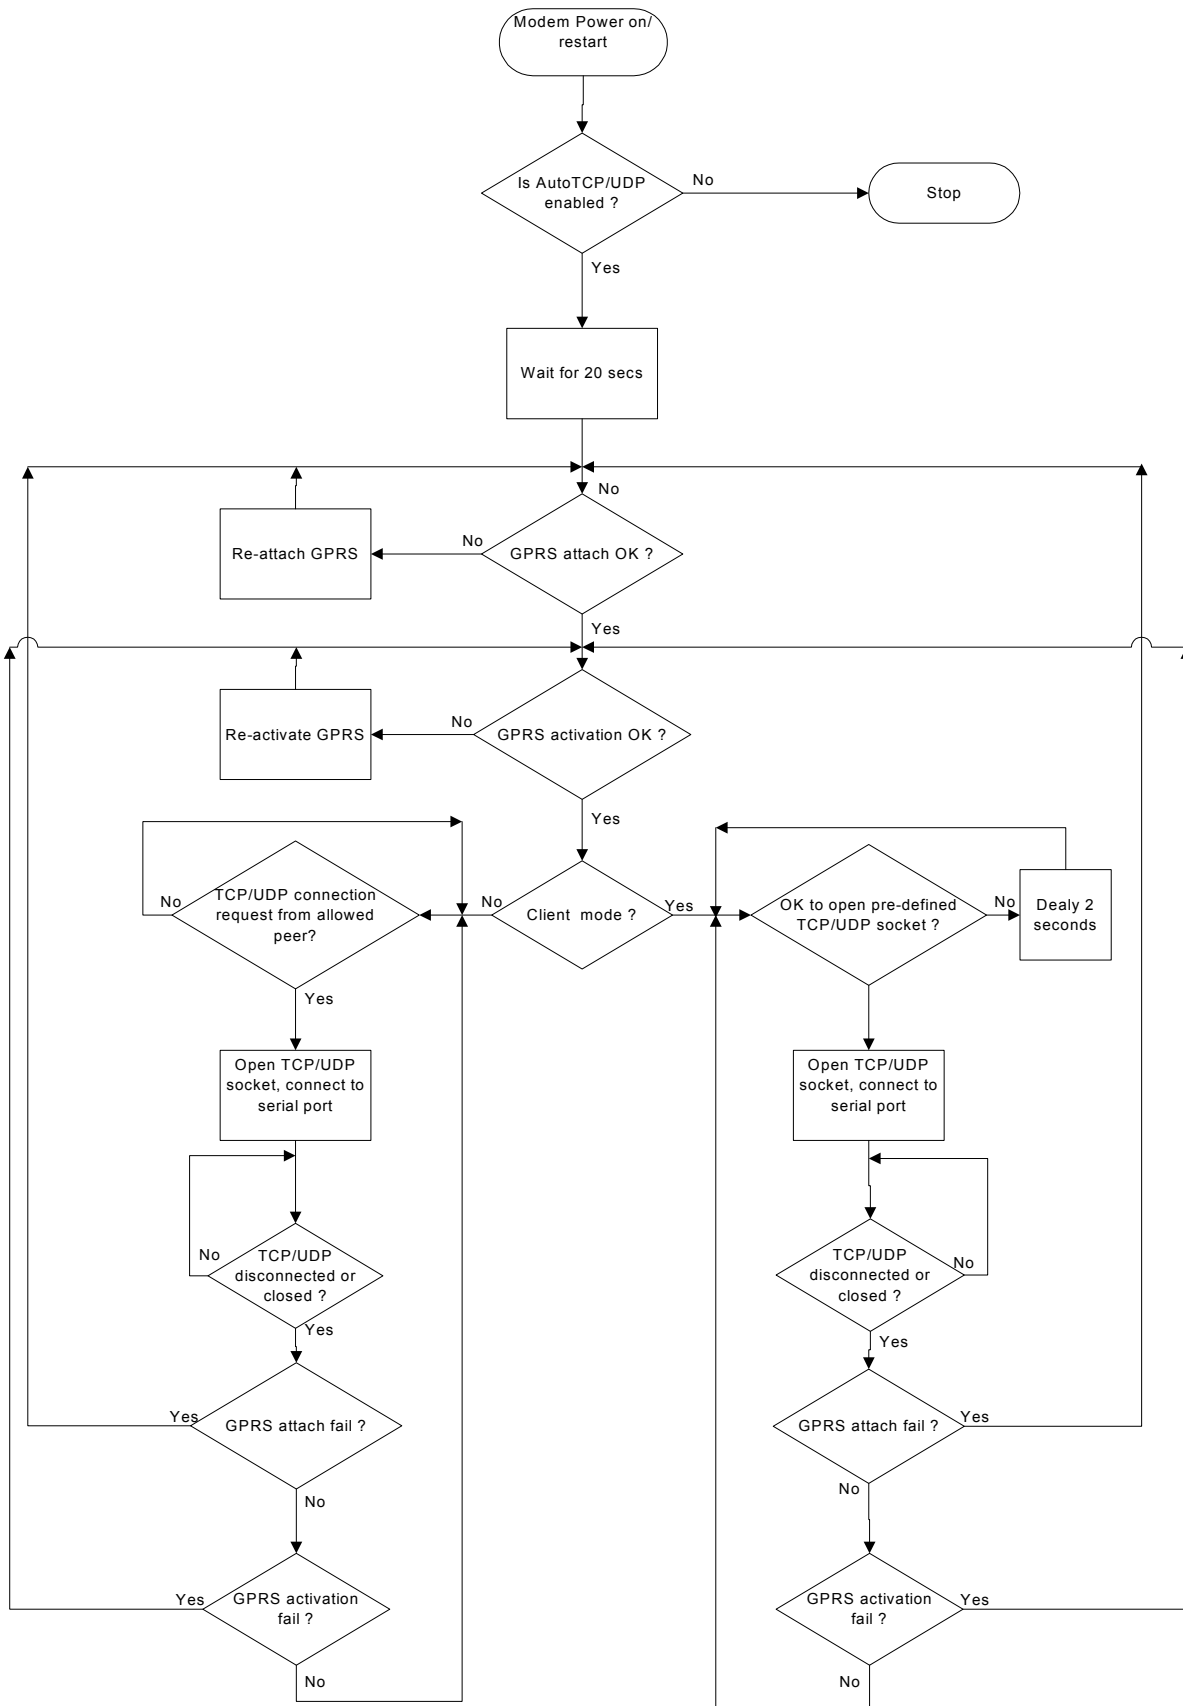 Modem Power on/
restart
Is AutoTCP/UDP
enabled ?
No
Stop
Yes
Wait for 20 secs
No
GPRS attach OK ?
No
Re-attach GPRS
Yes
GPRS activation OK ?
No
Re-activate GPRS
Yes
Client  mode ?
No
Yes
TCP/UDP connection
request from allowed
peer?
No
Yes
OK to open pre-defined
TCP/UDP socket ?
No
Dealy 2
seconds
Open TCP/UDP
socket, connect to
serial port
Open TCP/UDP
socket, connect to
serial port
TCP/UDP
disconnected or
closed ?
No
Yes
TCP/UDP
disconnected or
closed ?
No
Yes
GPRS attach fail ?
Yes
No
GPRS attach fail ?
Yes
No
GPRS activation
fail ?
Yes
No
GPRS activation
fail ?
Yes
No